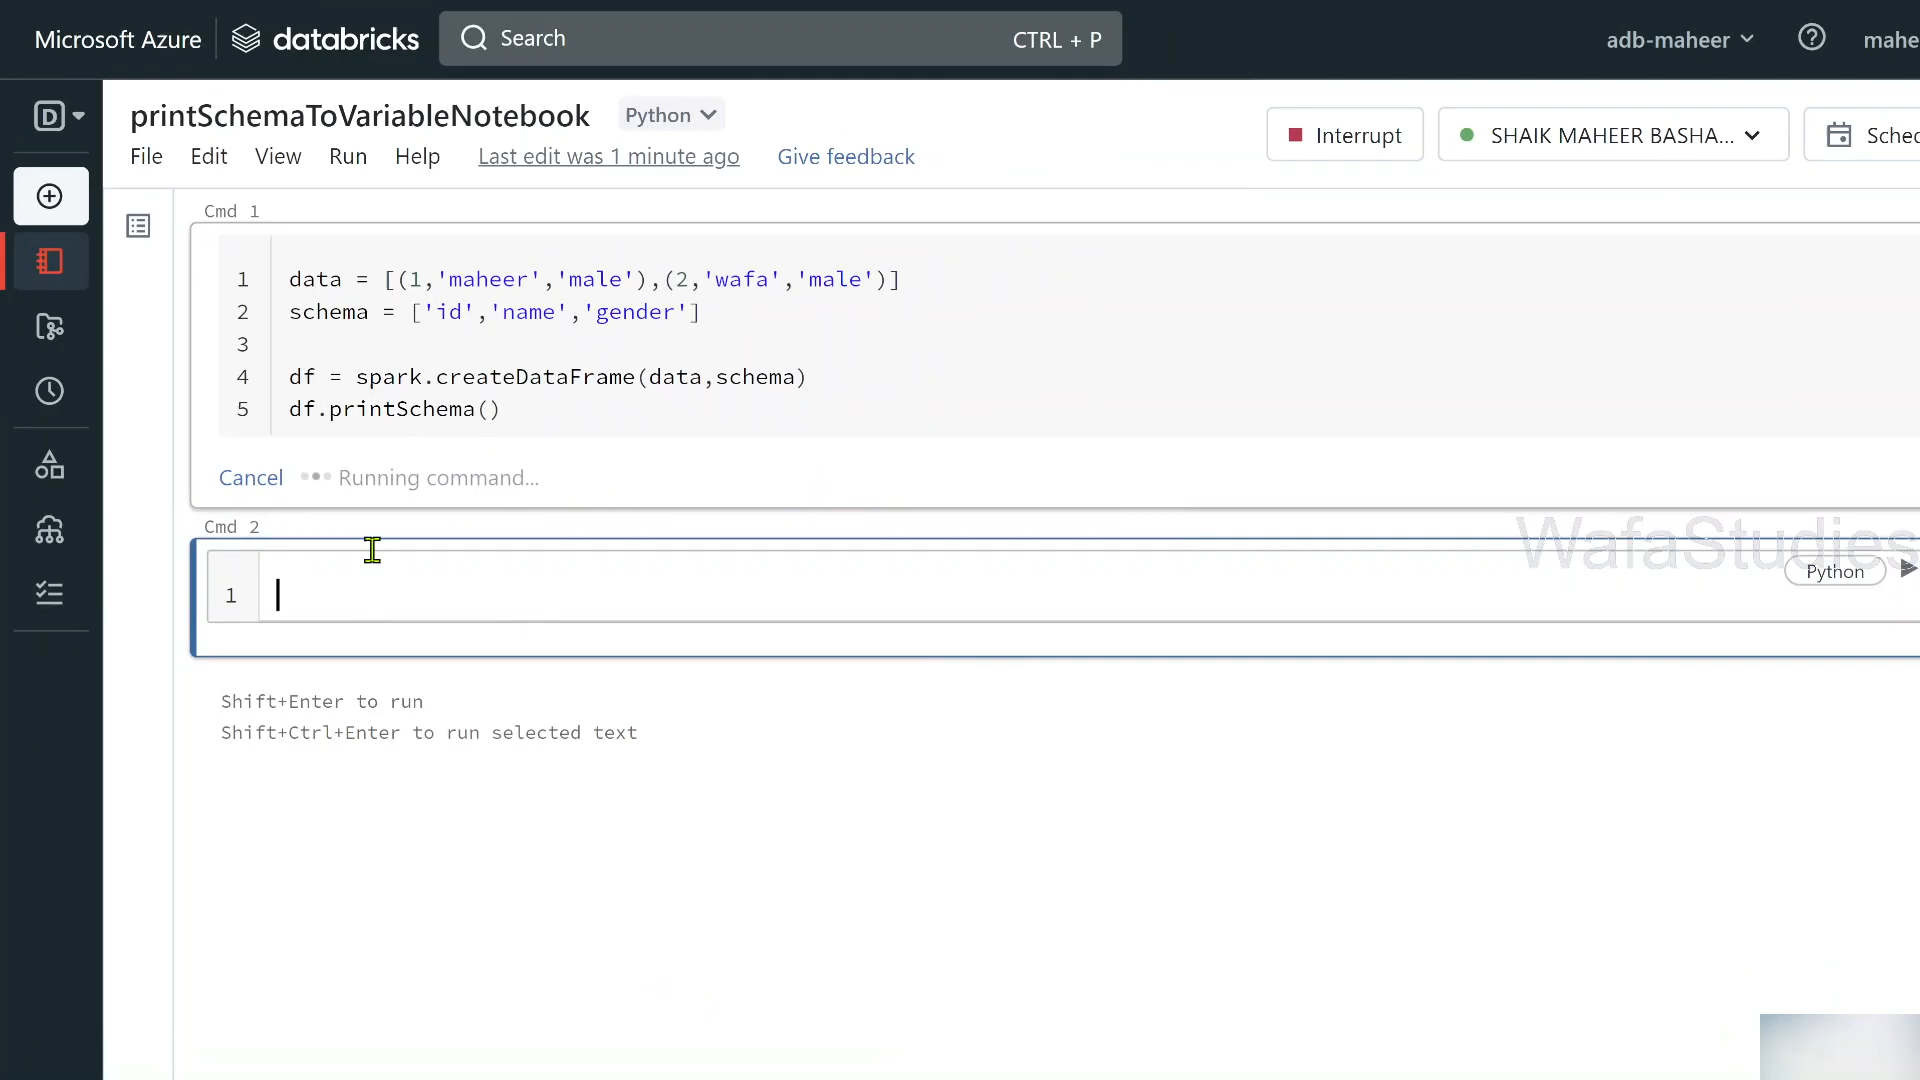 Microsoft Azure databricks Search CTRL + P adb-maheer mahe
D
printSchemaToVariableNotebook Python
File Edit View Run Help Last edit was 1 minute ago Give feedback
Interrupt SHAIK MAHEER BASHA... Sched
Cmd 1
1 data = [(1,'maheer','male'),(2,'wafa','male')]
2 schema = ['id','name','gender']
3
4 df = spark.createDataFrame(data,schema)
5 df.printSchema()
Cancel Running command...
Cmd 2
WafaStudies
Python
1
Shift+Enter to run
Shift+Ctrl+Enter to run selected text